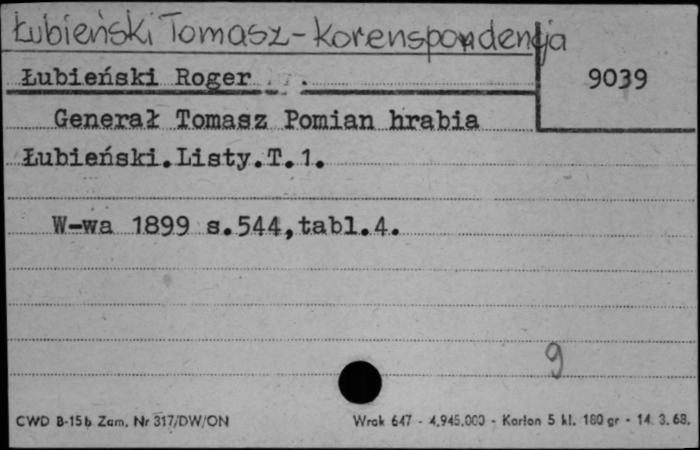 Łubieński Tomasz - korenspondencja
Łubieński Roger
9039
Generał Tomasz Pomian hrabia
Łubieński.Listy.T.1.
W-wa 1899 s.544,tabl.4.
9
CWD B-15b Zam. Nr 317/DW/ON
Wrak 647 - 4.945.000 - Karton 5 kl. 180 gr - 14. 3. 68.